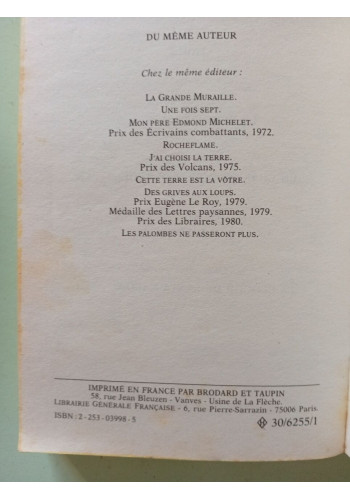 DU MÊME AUTEUR
Chez le même éditeur :
LA GRANDE MURAILLE.
UNE FOIS SEPT.
MON PÈRE EDMOND MICHELET.
Prix des Écrivains combattants, 1972.
ROCHEFLAME.
J'AI CHOISI LA TERRE.
Prix des Volcans, 1975.
CETTE TERRE EST LA VÔTRE.
DES GRIVES AUX LOUPS.
Prix Eugène Le Roy, 1979.
Médaille des Lettres paysannes, 1979.
Prix des Libraires, 1980.
LES PALOMBES NE PASSERONT PLUS.
IMPRIMÉ EN FRANCE PAR BRODARD ET TAUPIN
58, rue Jean Bleuzen - Vanves - Usine de La Flèche.
LIBRAIRIE GÉNÉRALE FRANÇAISE - 6, rue Pierre-Sarrazin - 75006 Paris.
ISBN : 2 - 253 - 03998 - 5
30/6255/1